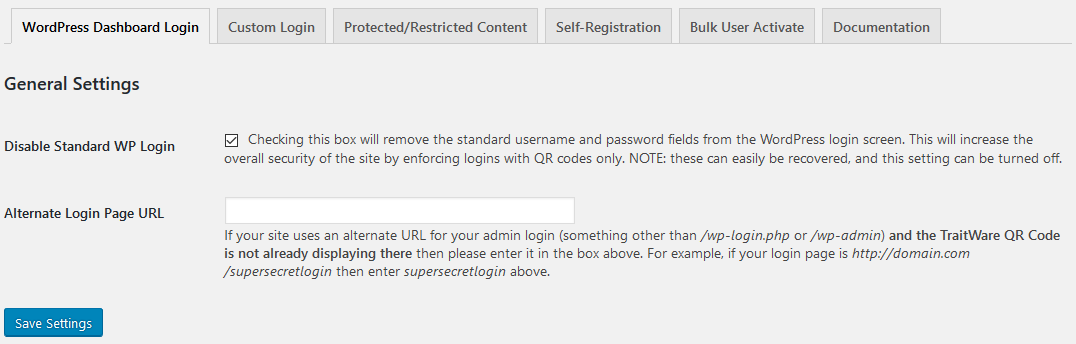 WordPress Dashboard Login
Custom Login
Protected/Restricted Content
Self-Registration
Bulk User Activate
Documentation
General Settings
Disable Standard WP Login
Checking this box will remove the standard username and password fields from the WordPress login screen. This will increase the
overall security of the site by enforcing logins with QR codes only. NOTE: these can easily be recovered, and this setting can be turned off.
Alternate Login Page URL
If your site uses an alternate URL for your admin login (something other than /wp-login.php or /wp-admin) and the TraitWare QR Code
is not already displaying there then please enter it in the box above. For example, if your login page is http://domain.com
/supersecretlogin then enter supersecretlogin above.
Save Settings